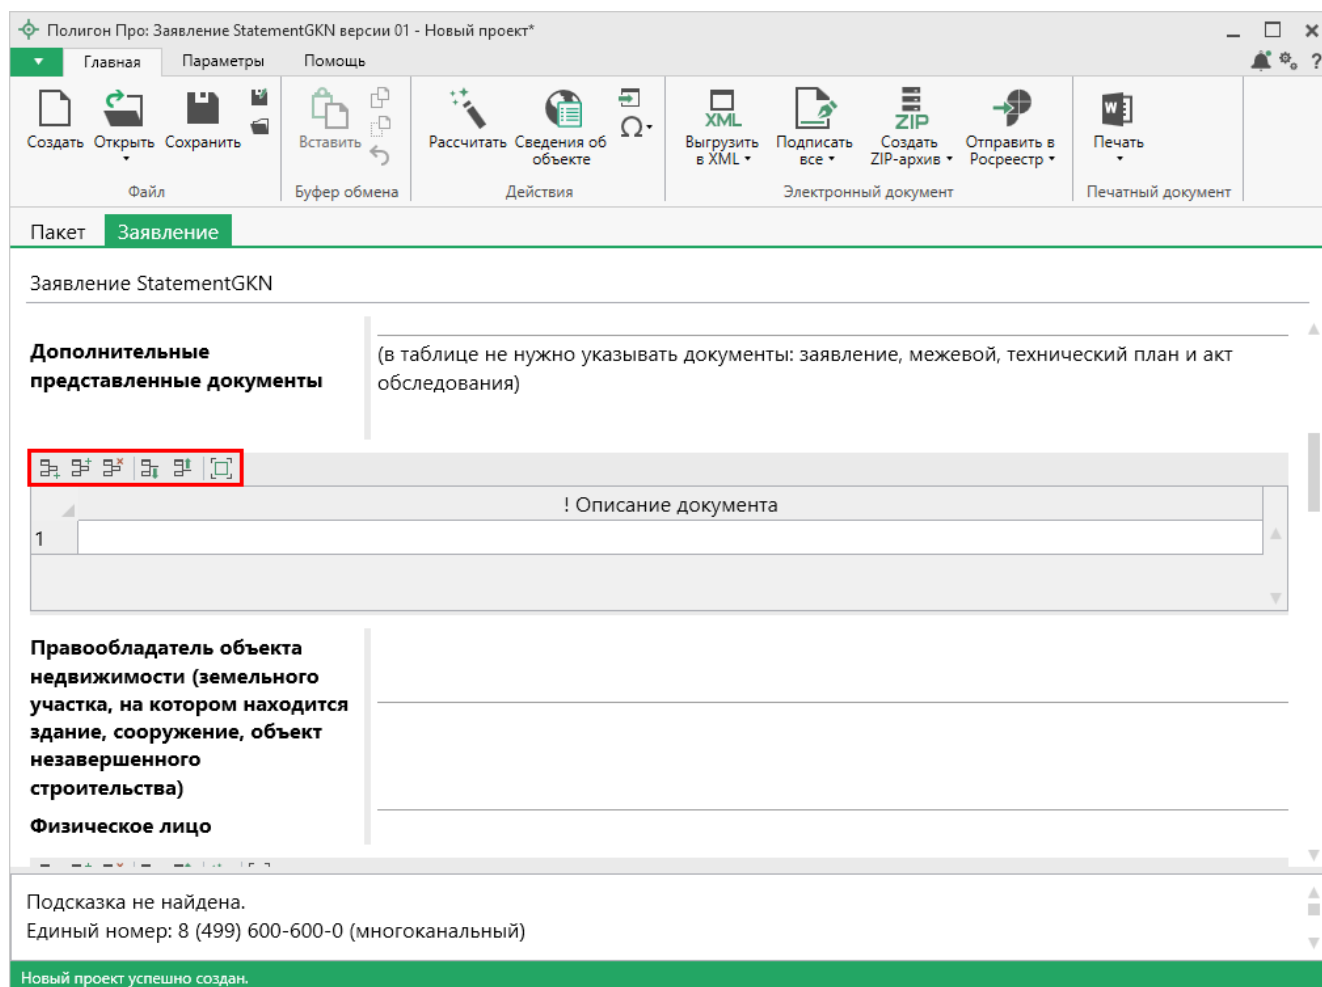 Полигон Про: Заявление StatementGKN версии 01 - Новый проект*
Главная Параметры Помощь
?
XML ZIP W
Создать Открыть Сохранить Вставить Рассчитать Сведения об объекте Ω Выгрузить в XML Подписать все Создать ZIP-архив Отправить в Росреестр Печать
Файл Буфер обмена Действия Электронный документ Печатный документ
Пакет Заявление
Заявление StatementGKN
Дополнительные
представленные документы
(в таблице не нужно указывать документы: заявление, межевой, технический план и акт
обследования)
! Описание документа
1
Правообладатель объекта
недвижимости (земельного
участка, на котором находится
здание, сооружение, объект
незавершенного
строительства)
Физическое лицо
Подсказка не найдена.
Единый номер: 8 (499) 600-600-0 (многоканальный)
Новый проект успешно создан.